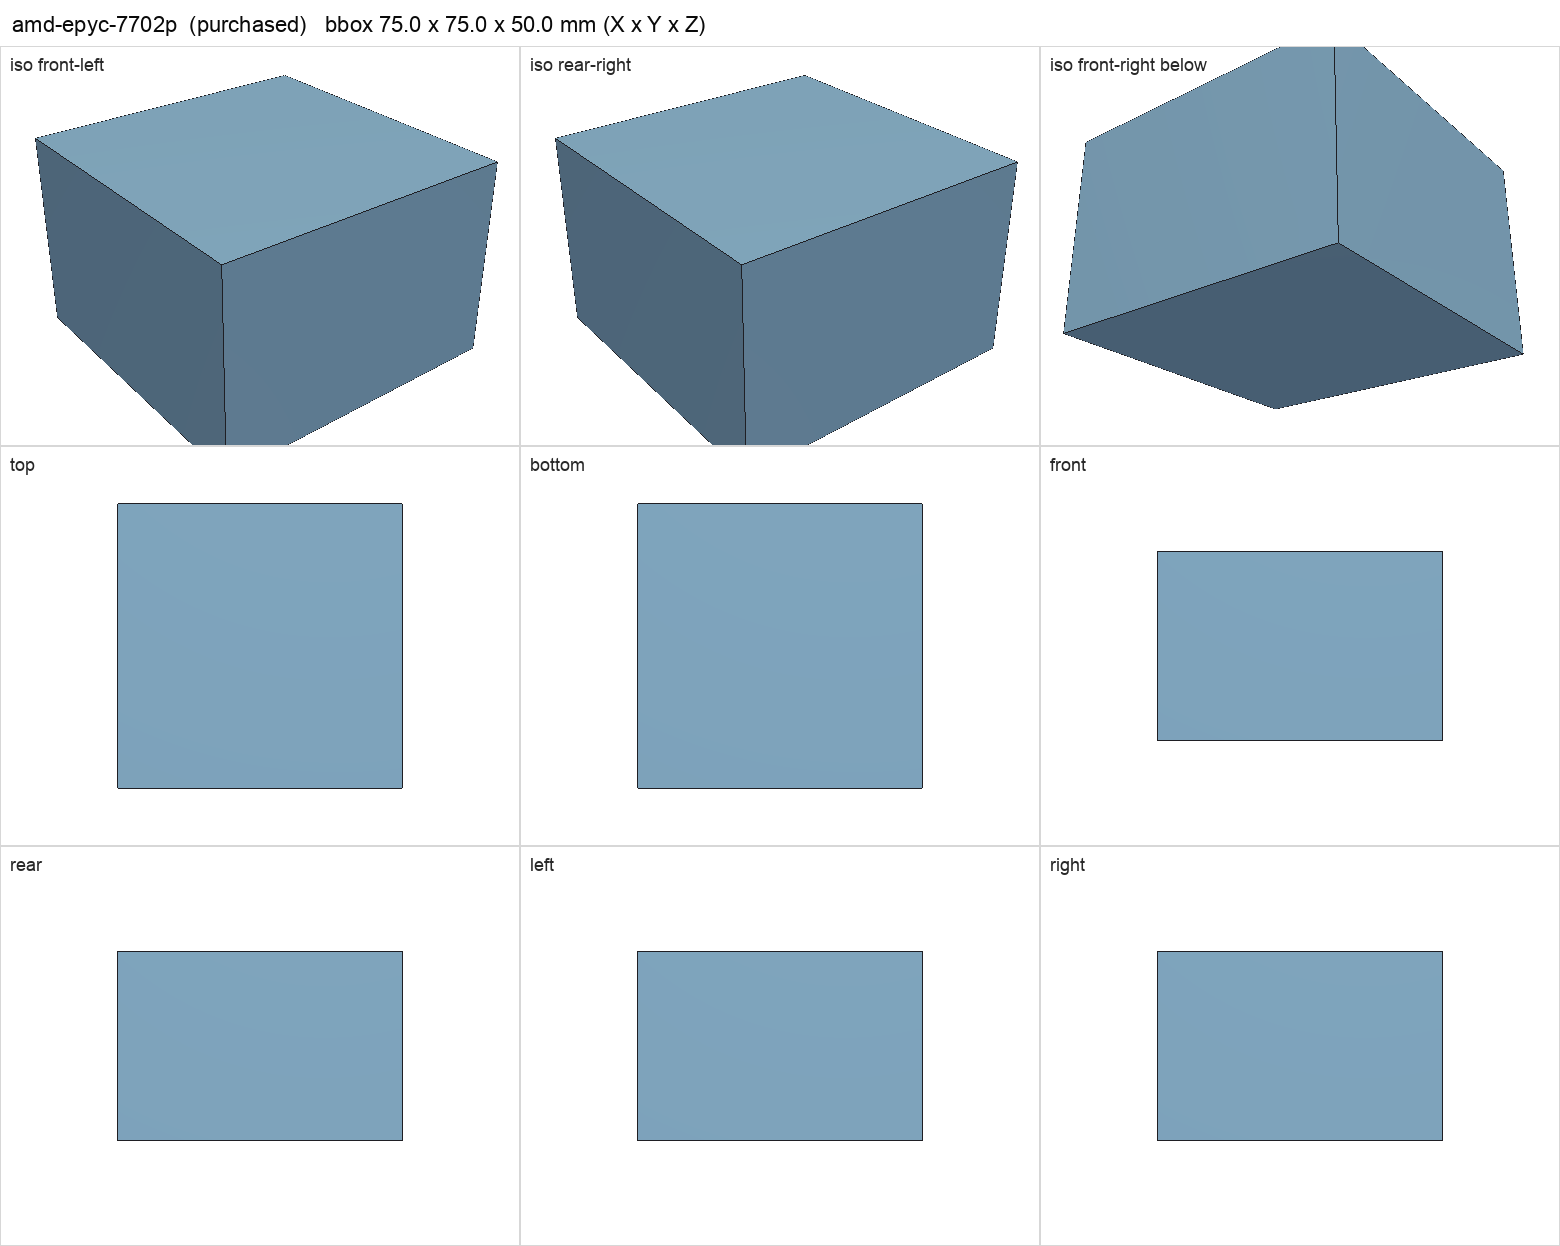 amd-epyc-7702p (purchased) bbox 75.0 x 75.0 x 50.0 mm (X x Y x Z)
iso front-left
iso rear-right
iso front-right below
top
bottom
front
rear
left
right